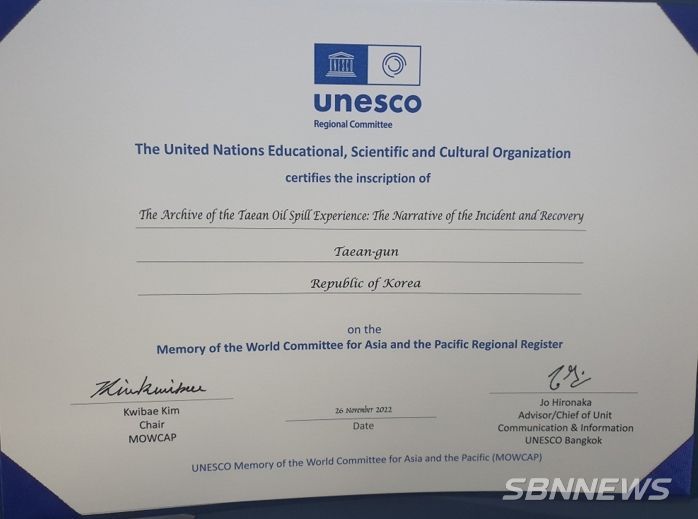 unesco
Regional Committee
The United Nations Educational, Scientific and Cultural Organization
certifies the inscription of
The Archive of the Taean Oil Spill Experience: The Narrative of the Incident and Recovery
Taean-gun
Republic of Korea
on the
Memory of the World Committee for Asia and the Pacific Regional Register
Kwibae Kim
Chair
MOWCAP
26 November 2022
Date
Jo Hironaka
Advisor/Chief of Unit
Communication & Information
UNESCO Bangkok
UNESCO Memory of the World Committee for Asia and the Pacific (MOWCAP)
SBNNEWS